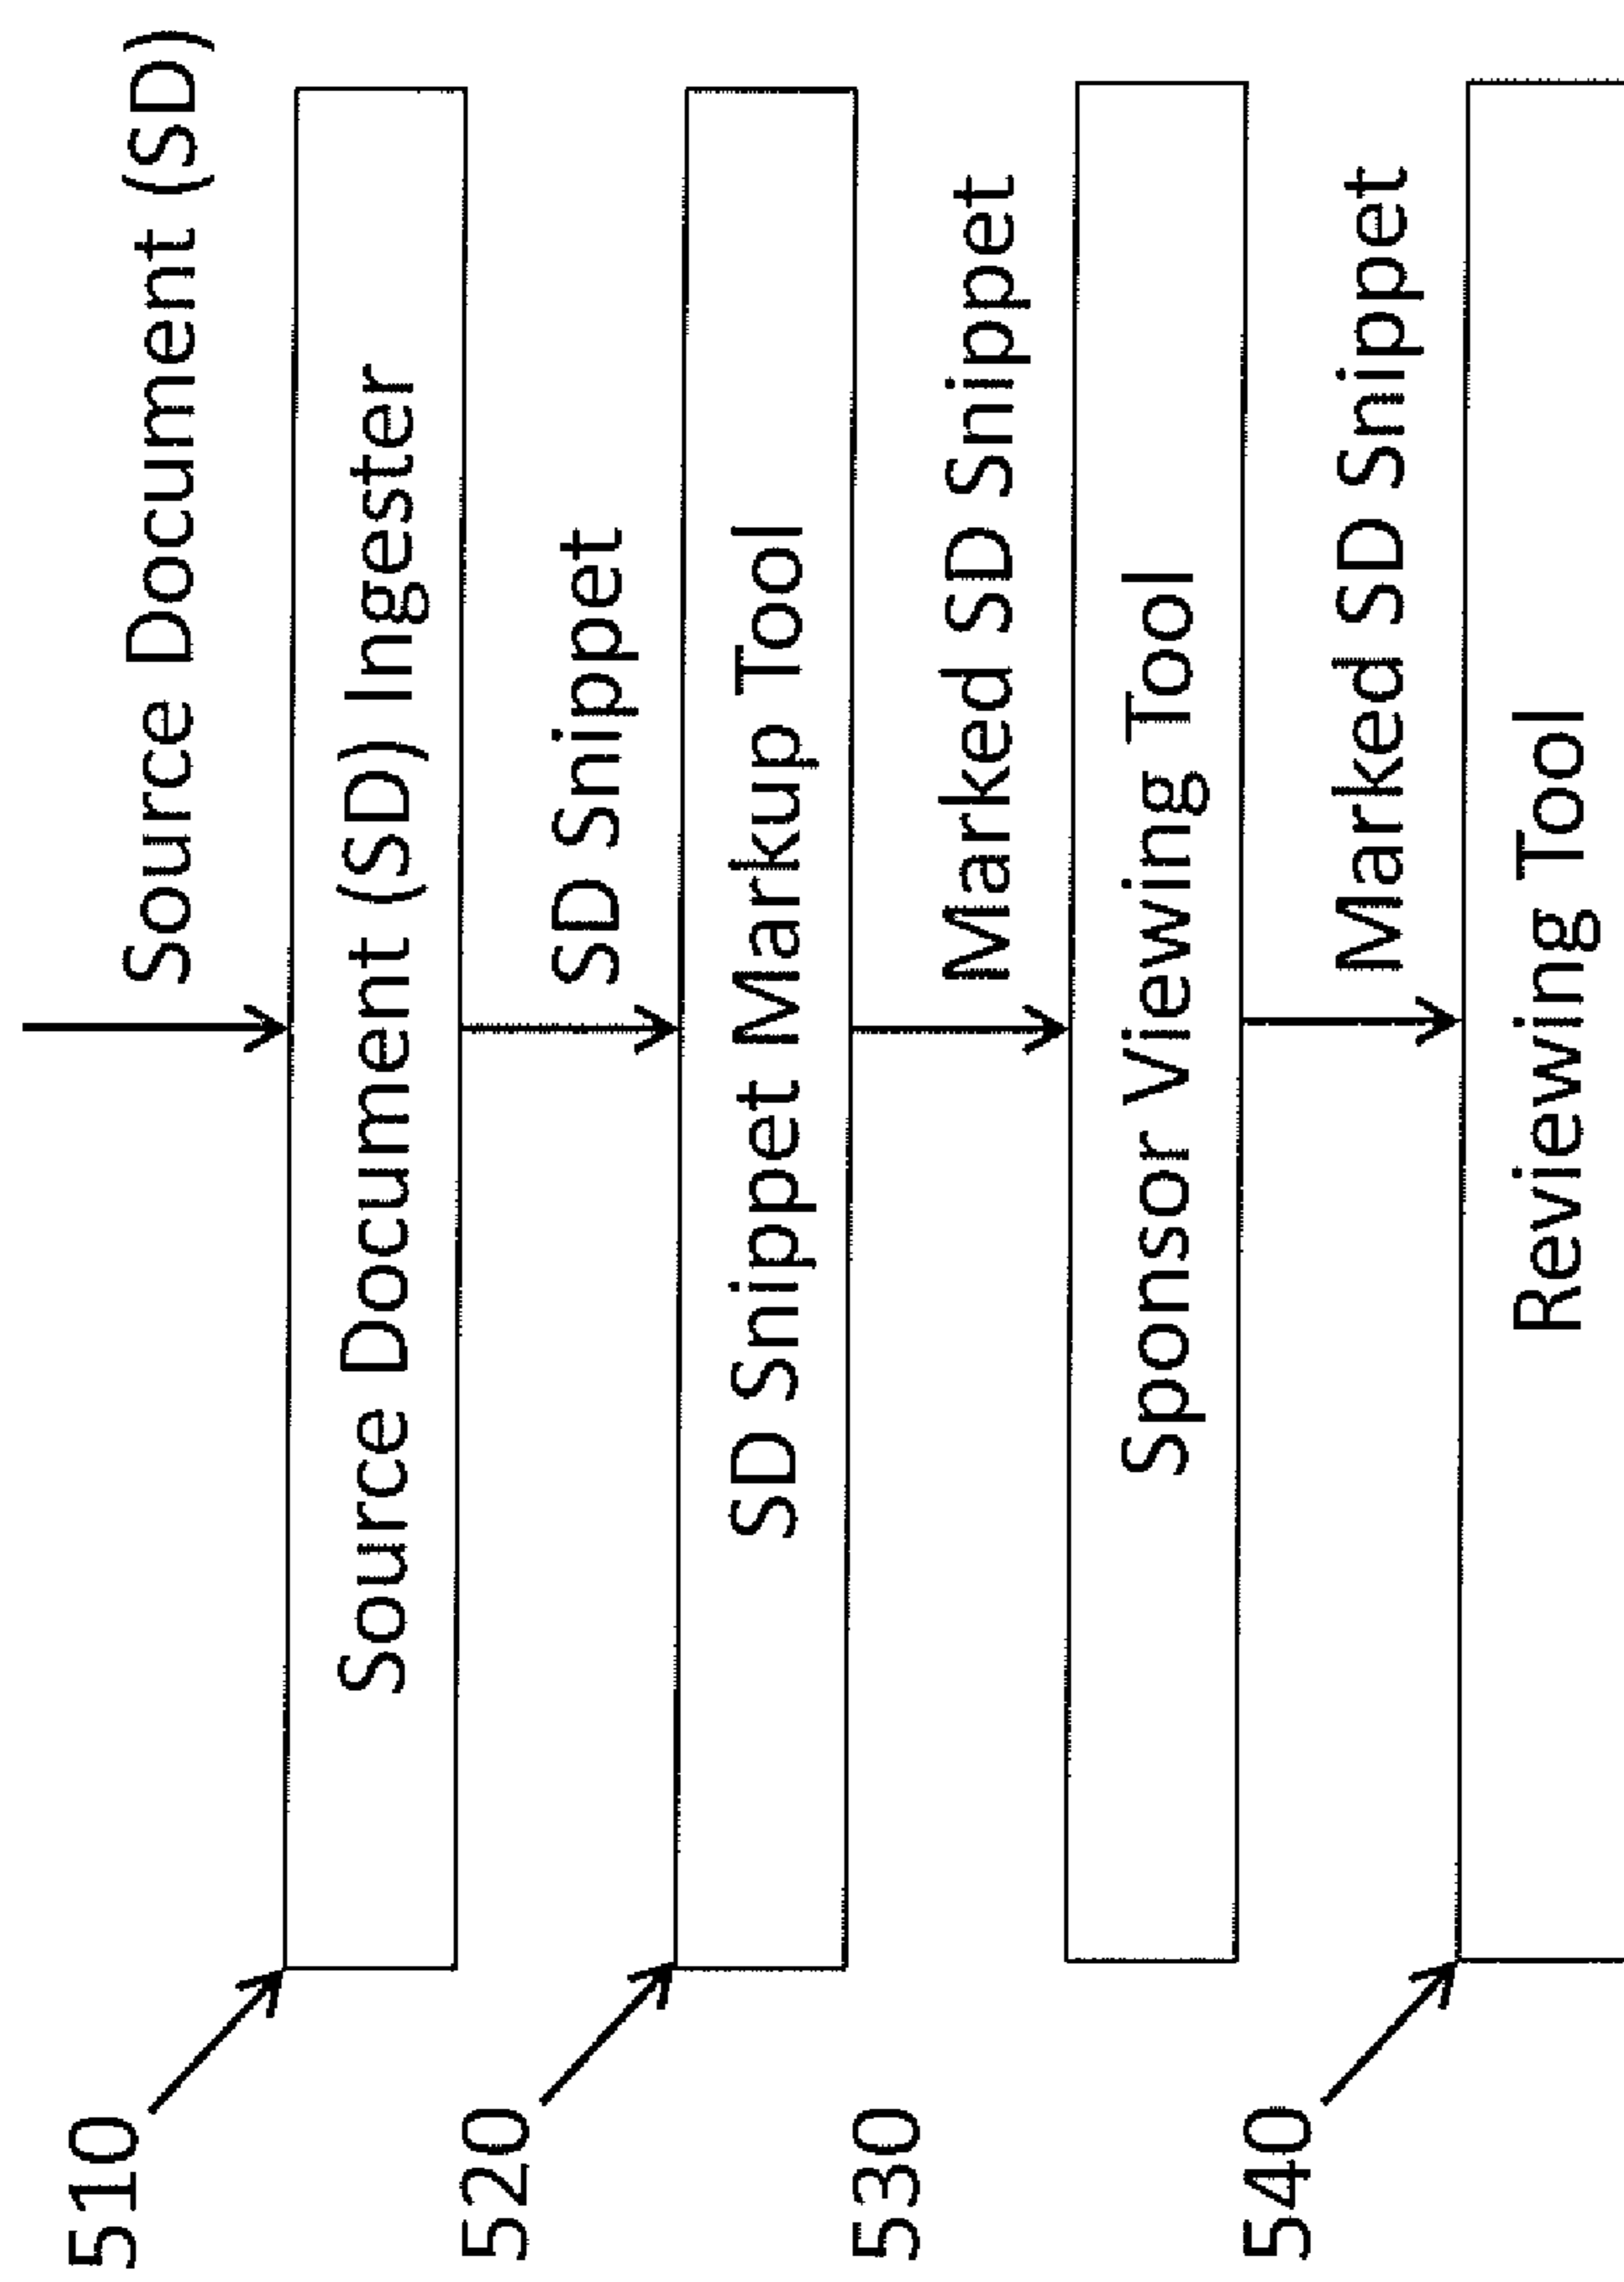 Source Document (SD)
510
Source Document (SD) Ingester
SD Snippet
520
SD Snippet Markup Tool
Marked SD Snippet
530
Sponsor Viewing Tool
Marked SD Snippet
540
Reviewing Tool